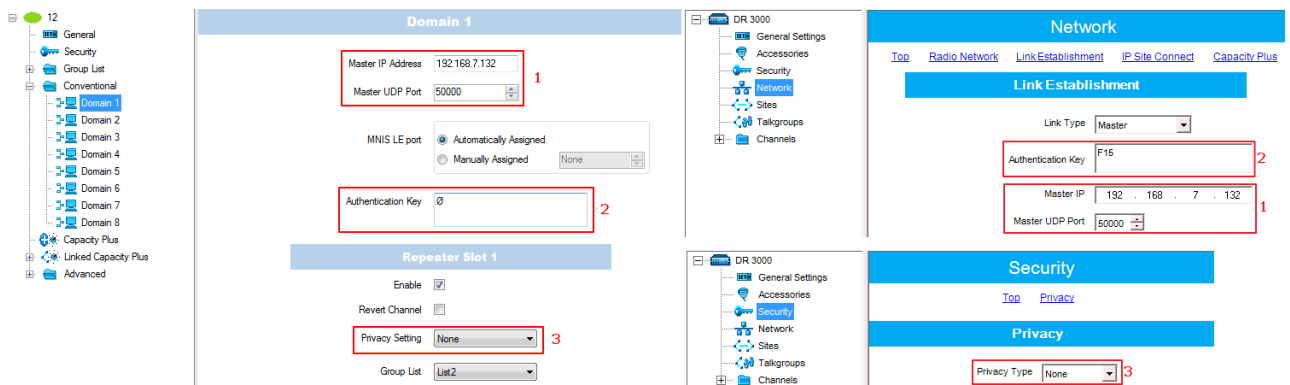 12
General
Security
Group List
Conventional
Domain 1
Domain 2
Domain 3
Domain 4
Domain 5
Domain 6
Domain 7
Domain 8
Capacity Plus
Linked Capacity Plus
Advanced
Domain 1
Master IP Address 192.168.7.132
1
Master UDP Port 50000
MNIS LE port Automatically Assigned
Manually Assigned None
Authentication Key Ø
2
Repeater Slot 1
Enable
Revert Channel
Privacy Setting None 3
Group List List2
DR 3000
General Settings
Accessories
Security
Network
Sites
Talkgroups
Channels
Network
Top Radio Network Link Establishment IP Site Connect Capacity Plus
Link Establishment
Link Type Master
Authentication Key F15 2
Master IP 192 . 168 . 7 . 132
1
Master UDP Port 50000
DR 3000
General Settings
Accessories
Security
Network
Sites
Talkgroups
Channels
Security
Top Privacy
Privacy
Privacy Type None 3